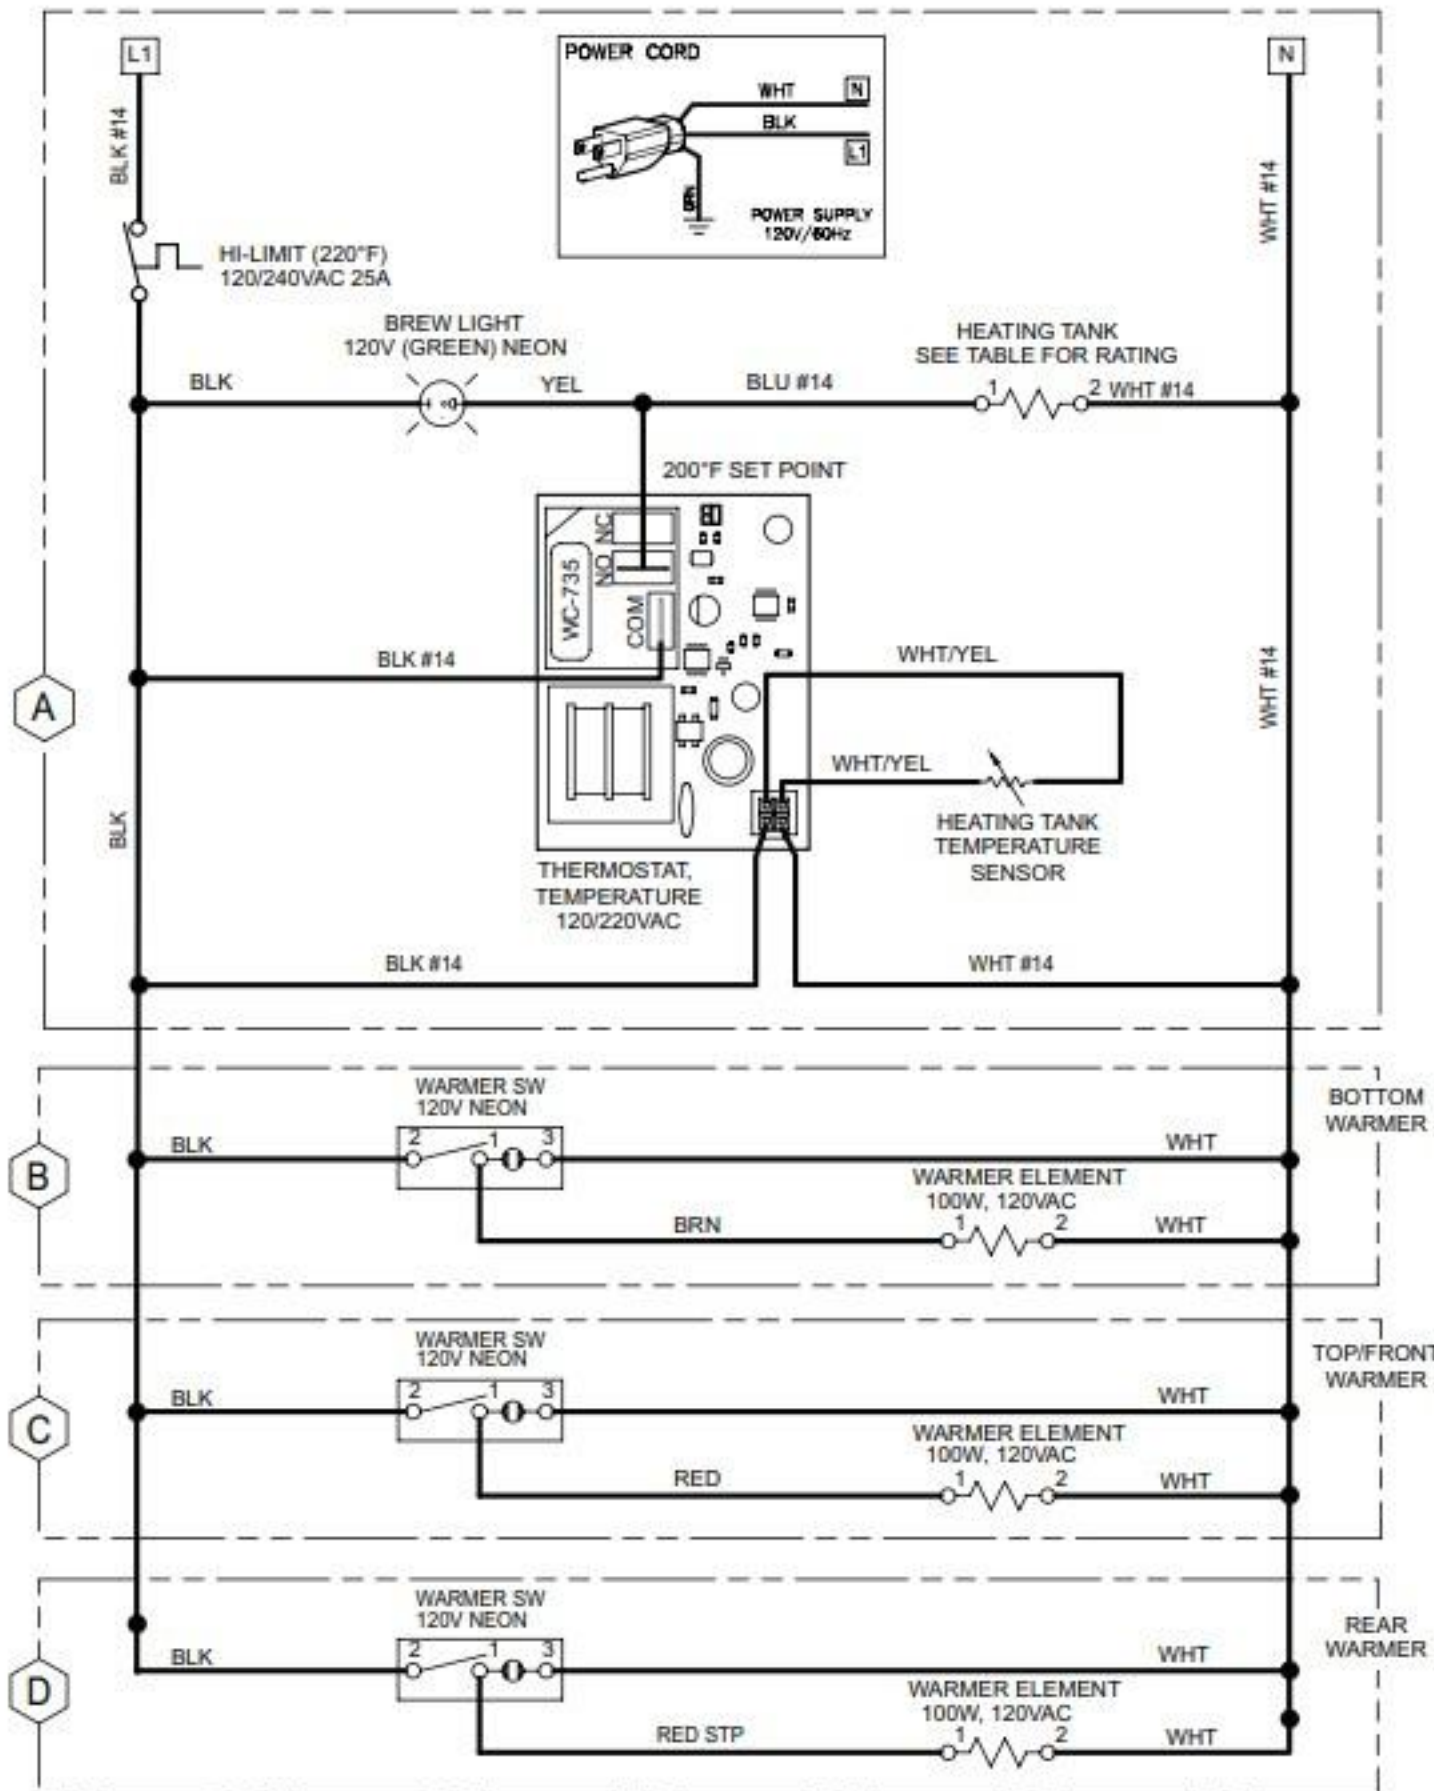 L1
POWER CORD
WHT
N
BLK
L1
GRN
POWER SUPPLY
120V/60Hz
N
BLK #14
WHT #14
HI-LIMIT (220°F)
120/240VAC 25A
BREW LIGHT
120V (GREEN) NEON
HEATING TANK
SEE TABLE FOR RATING
BLK
YEL
BLU #14
1
2
WHT #14
200°F SET POINT
NC
NO
WC-735
COM
BLK #14
WHT/YEL
WHT #14
A
WHT/YEL
BLK
HEATING TANK
TEMPERATURE
SENSOR
THERMOSTAT,
TEMPERATURE
120/220VAC
BLK #14
WHT #14
WARMER SW
120V NEON
BOTTOM
WARMER
BLK
2
1
3
WHT
B
WARMER ELEMENT
100W, 120VAC
BRN
1
2
WHT
WARMER SW
120V NEON
TOP/FRONT
WARMER
BLK
2
1
3
WHT
C
WARMER ELEMENT
100W, 120VAC
RED
1
2
WHT
WARMER SW
120V NEON
REAR
WARMER
BLK
2
1
3
WHT
D
WARMER ELEMENT
100W, 120VAC
RED STP
1
2
WHT